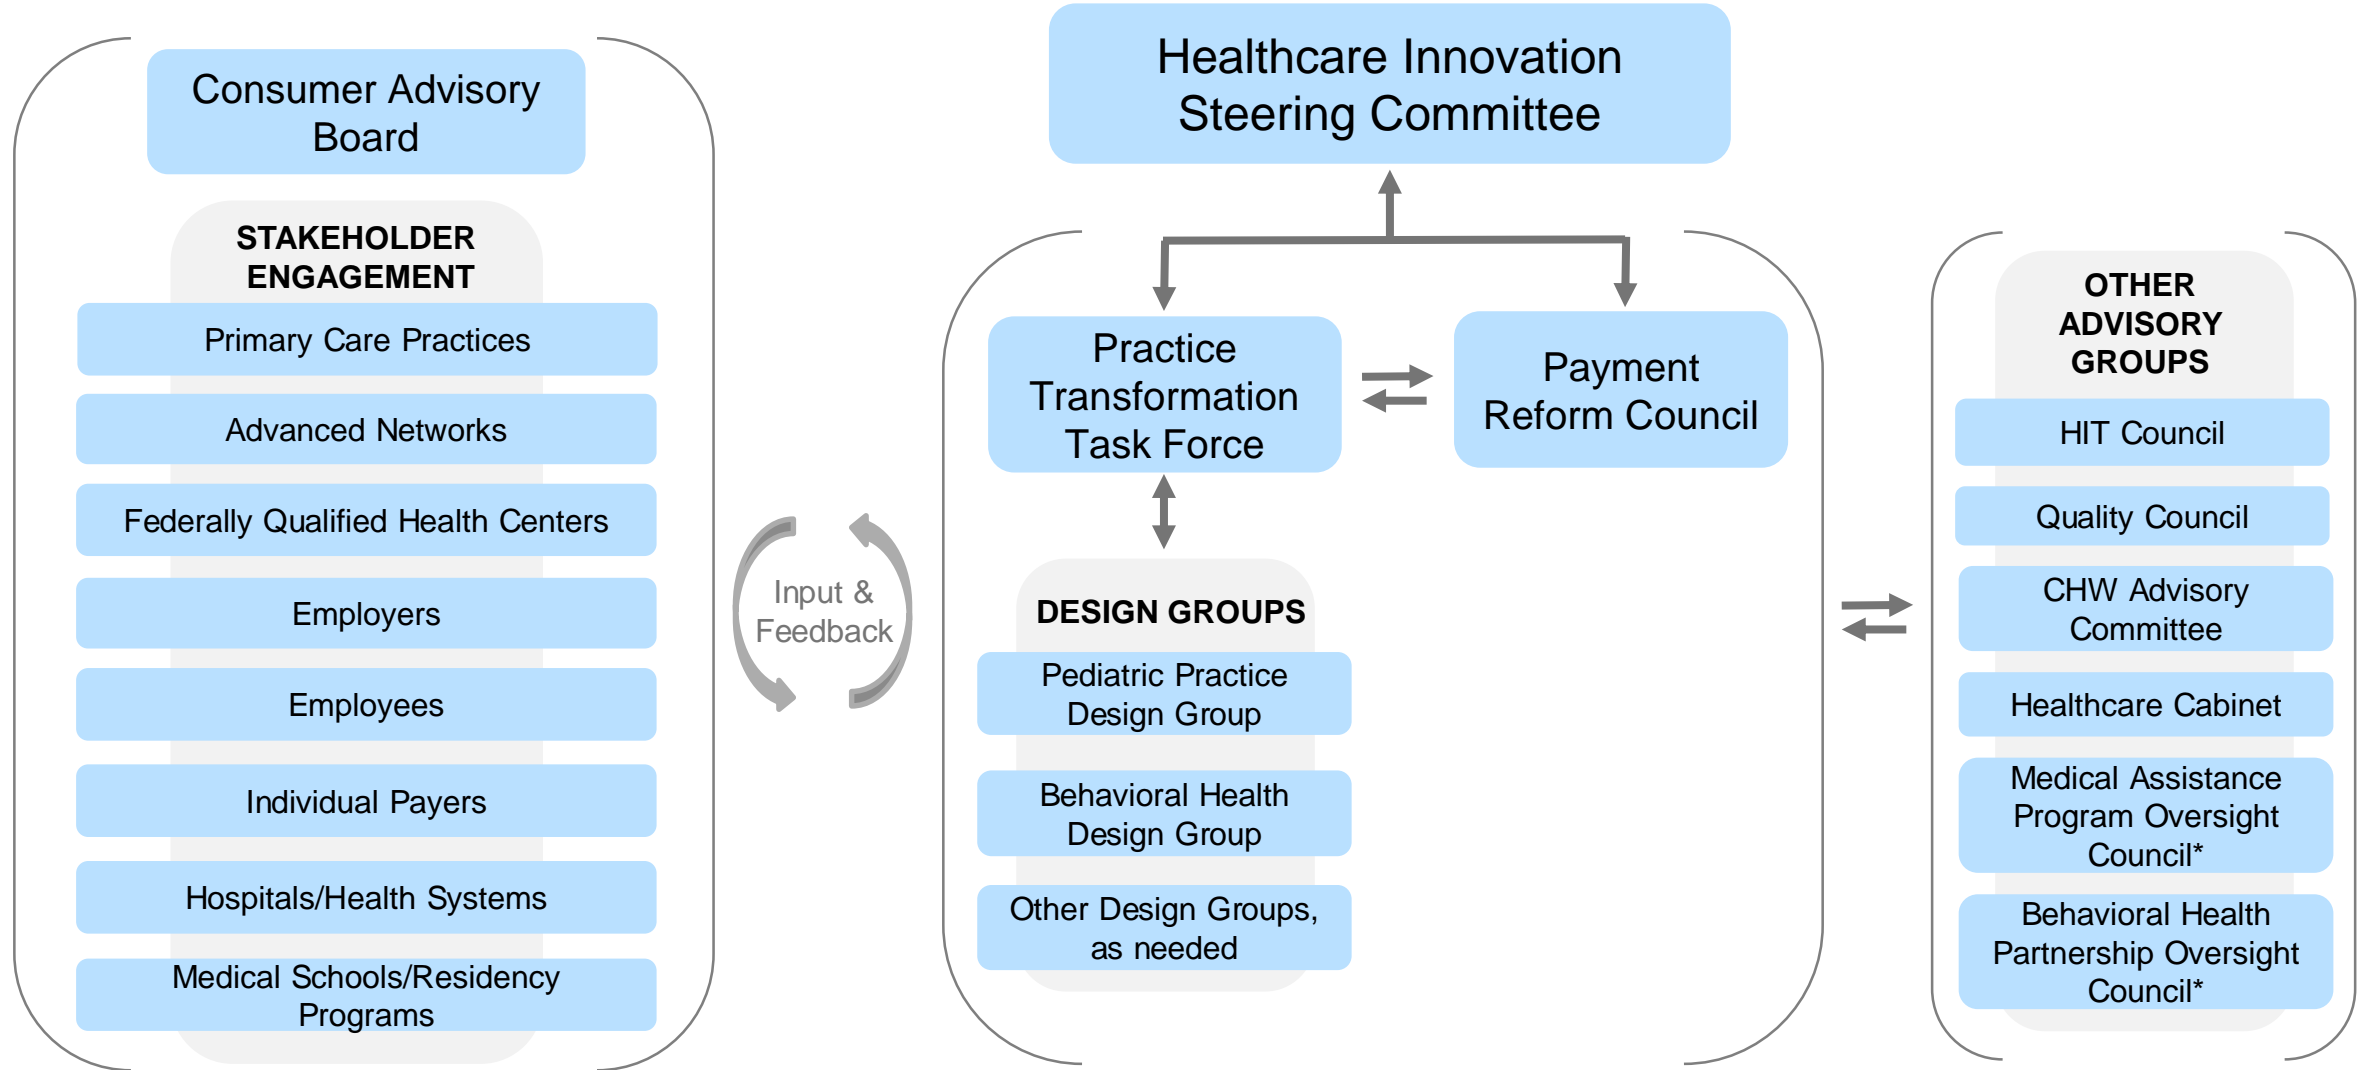 Consumer Advisory
Board
STAKEHOLDER
ENGAGEMENT
Primary Care Practices
Advanced Networks
Federally Qualified Health Centers
Employers
Employees
Individual Payers
Hospitals/Health Systems
Medical Schools/Residency
Programs
Input &
Feedback
Healthcare Innovation
Steering Committee
Practice
Transformation
Task Force
Payment
Reform Council
DESIGN GROUPS
Pediatric Practice
Design Group
Behavioral Health
Design Group
Other Design Groups,
as needed
OTHER
ADVISORY
GROUPS
HIT Council
Quality Council
CHW Advisory
Committee
Healthcare Cabinet
Medical Assistance
Program Oversight
Council*
Behavioral Health
Partnership Oversight
Council*